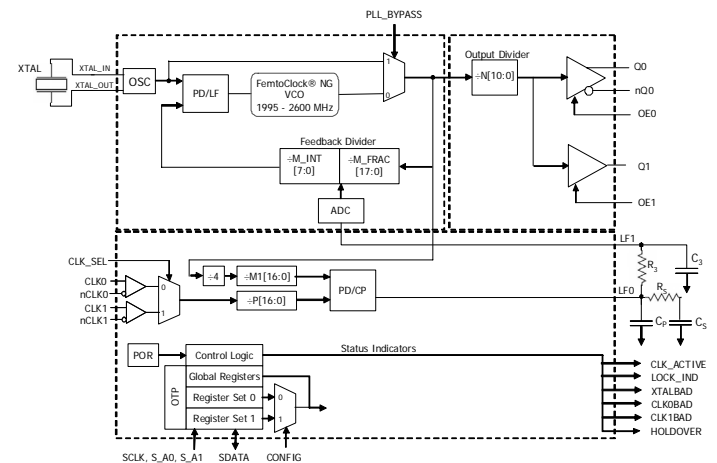 PLL_BYPASS
XTAL
XTAL_IN
XTAL_OUT
OSC
PD/LF
FemtoClock® NG
VCO
1995 - 2600 MHz
1
0
Output Divider
÷N[10:0]
Q0
nQ0
OE0
Q1
OE1
Feedback Divider
÷M_INT
[7:0]
÷M_FRAC
[17:0]
ADC
LF1
LF0
R3
C3
RS
CP
CS
CLK_SEL
CLK0
nCLK0
CLK1
nCLK1
0
1
÷4
÷M1[16:0]
÷P[16:0]
PD/CP
POR
Control Logic
Status Indicators
OTP
Global Registers
Register Set 0
Register Set 1
0
1
CLK_ACTIVE
LOCK_IND
XTALBAD
CLK0BAD
CLK1BAD
HOLDOVER
SCLK, S_A0, S_A1
SDATA
CONFIG